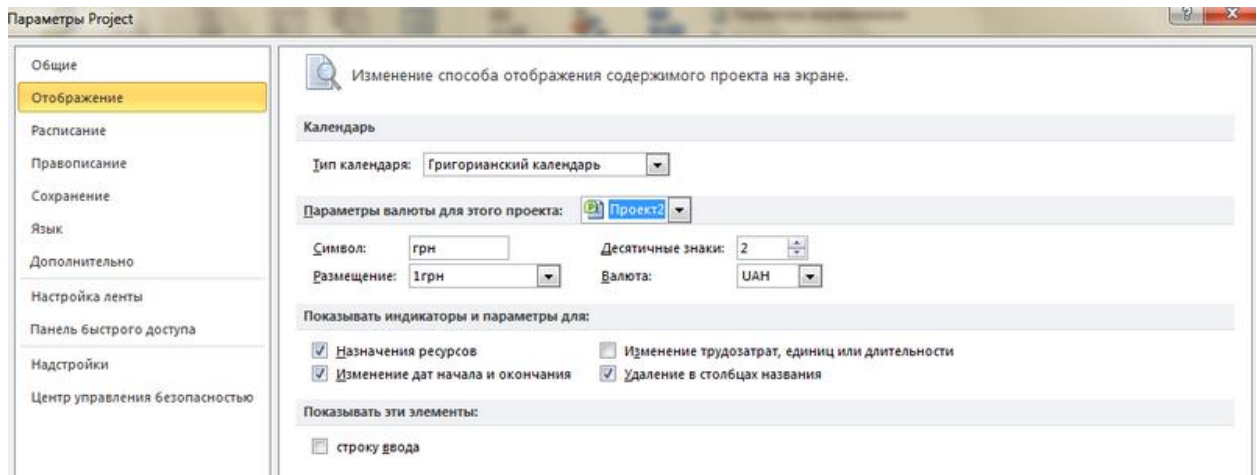 Параметры Project
Общие
Отображение
Расписание
Правописание
Сохранение
Язык
Дополнительно
Настройка ленты
Панель быстрого доступа
Надстройки
Центр управления безопасностью
Изменение способа отображения содержимого проекта на экране.
Календарь
Тип календаря: Григорианский календарь
Параметры валюты для этого проекта: Проект2
Символ: грн Десятичные знаки: 2
Размещение: 1грн Валюта: UAH
Показывать индикаторы и параметры для:
Назначения ресурсов Изменение трудозатрат, единиц или длительности
Изменение дат начала и окончания Удаление в столбцах названия
Показывать эти элементы:
строку ввода